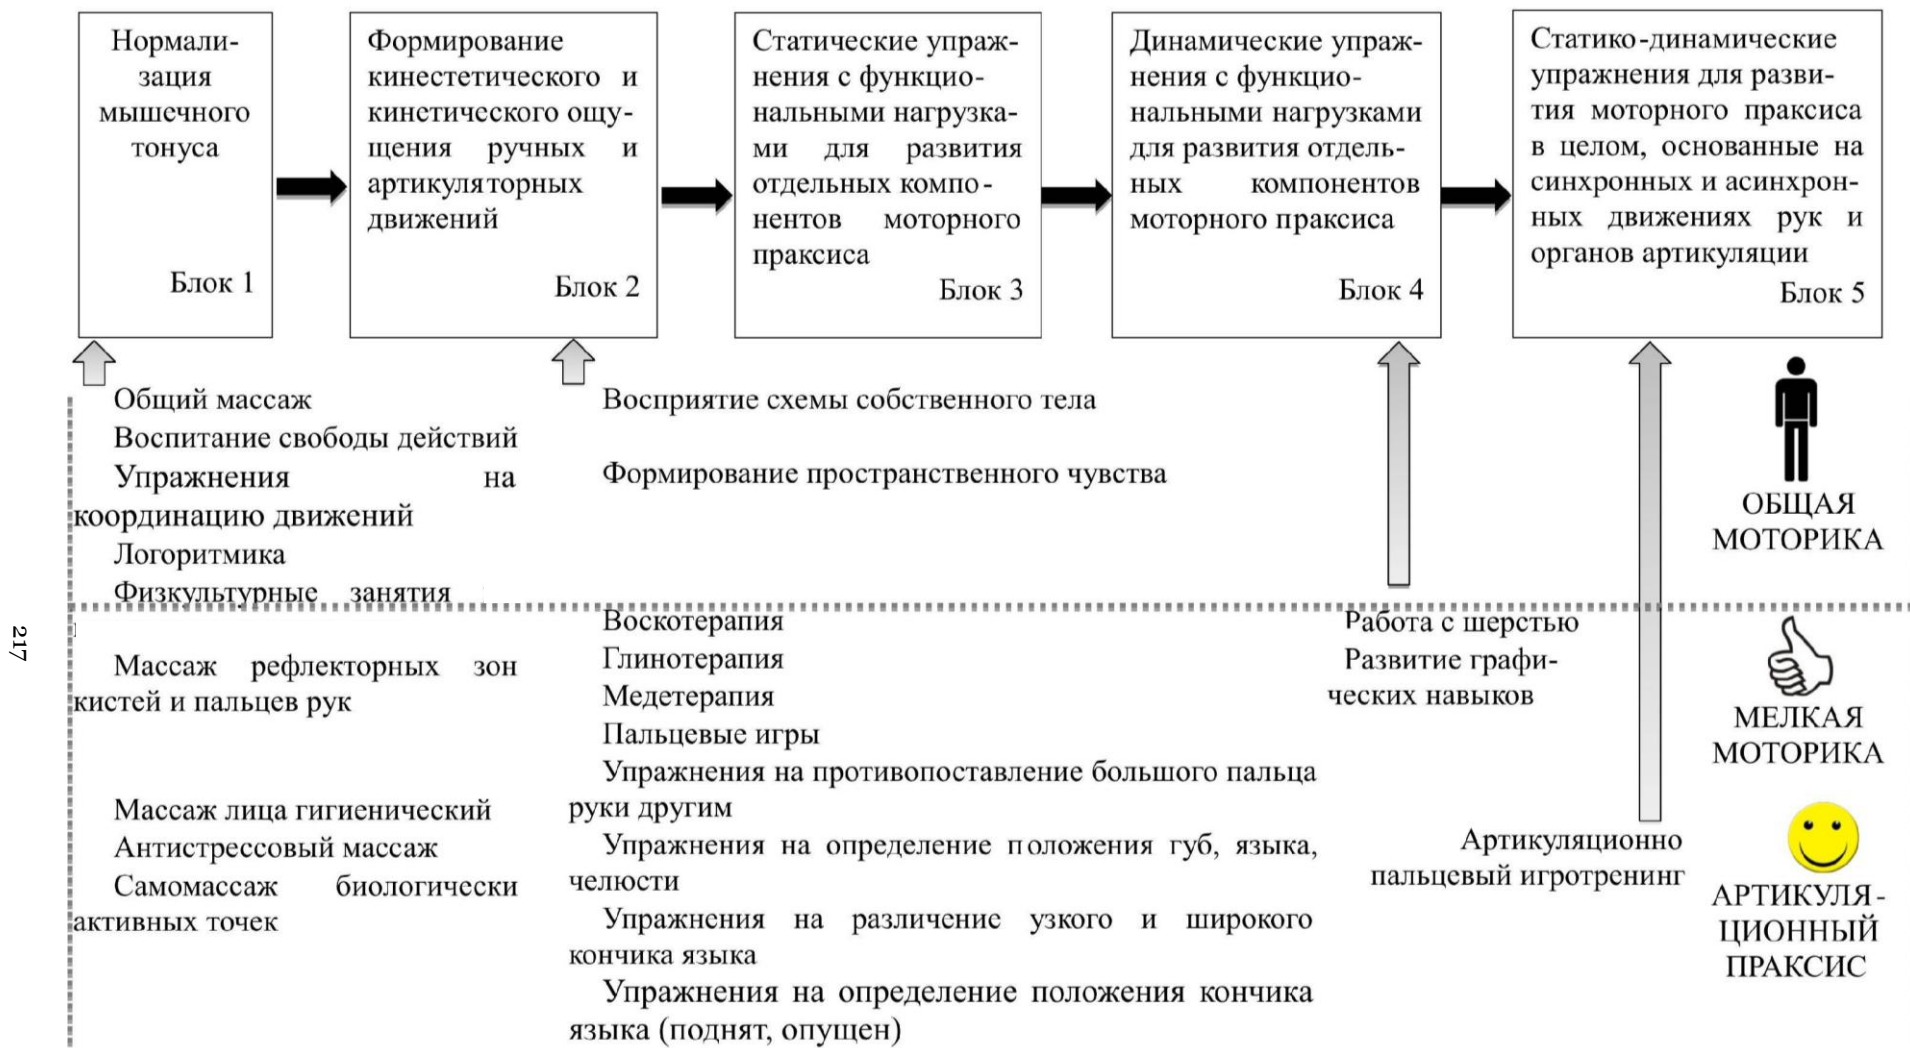 Нормали-
зация
мышечного
тонуса
Блок 1
Формирование
кинестетического и
кинетического ощу-
щения ручных и
артикуляторных
движений
Блок 2
Статические упраж-
нения с функцио-
нальными нагрузка-
ми для развития
отдельных компо-
нентов моторного
праксиса
Блок 3
Динамические упраж-
нения с функцио-
нальными нагрузками
для развития отдель-
ных компонентов
моторного праксиса
Блок 4
Статико-динамические
упражнения для разви-
тия моторного праксиса
в целом, основанные на
синхронных и асинхрон-
ных движениях рук и
органов артикуляции
Блок 5
Общий массаж
Воспитание свободы действий
Упражнения на
координацию движений
Логоритмика
Физкультурные занятия
Восприятие схемы собственного тела
Формирование пространственного чувства
ОБЩАЯ
МОТОРИКА
217
Массаж рефлекторных зон
кистей и пальцев рук
Воскотерапия
Глинотерапия
Медетерапия
Пальцевые игры
Упражнения на противопоставление большого пальца
руки другим
Работа с шерстью
Развитие графи-
ческих навыков
МЕЛКАЯ
МОТОРИКА
Массаж лица гигиенический
Антистрессовый массаж
Самомассаж биологически
активных точек
Упражнения на определение положения губ, языка,
челюсти
Упражнения на различение узкого и широкого
кончика языка
Упражнения на определение положения кончика
языка (поднят, опущен)
Артикуляционно
пальцевый игротренинг
АРТИКУЛЯ-
ЦИОННЫЙ
ПРАКСИС